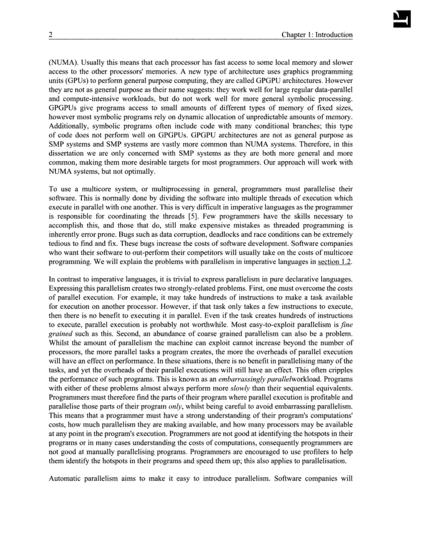 2 Chapter 1: Introduction
(NUMA). Usually this means that each processor has fast access to some local memory and slower
access to the other processors' memories. A new type of architecture uses graphics programming
units (GPUs) to perform general purpose computing, they are called GPGPU architectures. However
they are not as general purpose as their name suggests: they work well for large regular data-parallel
and compute-intensive workloads, but do not work well for more general symbolic processing.
GPGPUs give programs access to small amounts of different types of memory of fixed sizes,
however most symbolic programs rely on dynamic allocation of unpredictable amounts of memory.
Additionally, symbolic programs often include code with many conditional branches; this type
of code does not perform well on GPGPUs. GPGPU architectures are not as general purpose as
SMP systems and SMP systems are vastly more common than NUMA systems. Therefore, in this
dissertation we are only concerned with SMP systems as they are both more general and more
common, making them more desirable targets for most programmers. Our approach will work with
NUMA systems, but not optimally.
To use a multicore system, or multiprocessing in general, programmers must parallelise their
software. This is normally done by dividing the software into multiple threads of execution which
execute in parallel with one another. This is very difficult in imperative languages as the programmer
is responsible for coordinating the threads [5]. Few programmers have the skills necessary to
accomplish this, and those that do, still make expensive mistakes as threaded programming is
inherently error prone. Bugs such as data corruption, deadlocks and race conditions can be extremely
tedious to find and fix. These bugs increase the costs of software development. Software companies
who want their software to out-perform their competitors will usually take on the costs of multicore
programming. We will explain the problems with parallelism in imperative languages in section 1.2.
In contrast to imperative languages, it is trivial to express parallelism in pure declarative languages.
Expressing this parallelism creates two strongly-related problems. First, one must overcome the costs
of parallel execution. For example, it may take hundreds of instructions to make a task available
for execution on another processor. However, if that task only takes a few instructions to execute,
then there is no benefit to executing it in parallel. Even if the task creates hundreds of instructions
to execute, parallel execution is probably not worthwhile. Most easy-to-exploit parallelism is fine
grained such as this. Second, an abundance of coarse grained parallelism can also be a problem.
Whilst the amount of parallelism the machine can exploit cannot increase beyond the number of
processors, the more parallel tasks a program creates, the more the overheads of parallel execution
will have an effect on performance. In these situations, there is no benefit in parallelising many of the
tasks, and yet the overheads of their parallel executions will still have an effect. This often cripples
the performance of such programs. This is known as an embarrassingly parallelworkload. Programs
with either of these problems almost always perform more slowly than their sequential equivalents.
Programmers must therefore find the parts of their program where parallel execution is profitable and
parallelise those parts of their program only, whilst being careful to avoid embarrassing parallelism.
This means that a programmer must have a strong understanding of their program's computations'
costs, how much parallelism they are making available, and how many processors may be available
at any point in the program's execution. Programmers are not good at identifying the hotspots in their
programs or in many cases understanding the costs of computations, consequently programmers are
not good at manually parallelising programs. Programmers are encouraged to use profilers to help
them identify the hotspots in their programs and speed them up; this also applies to parallelisation.
Automatic parallelism aims to make it easy to introduce parallelism. Software companies will